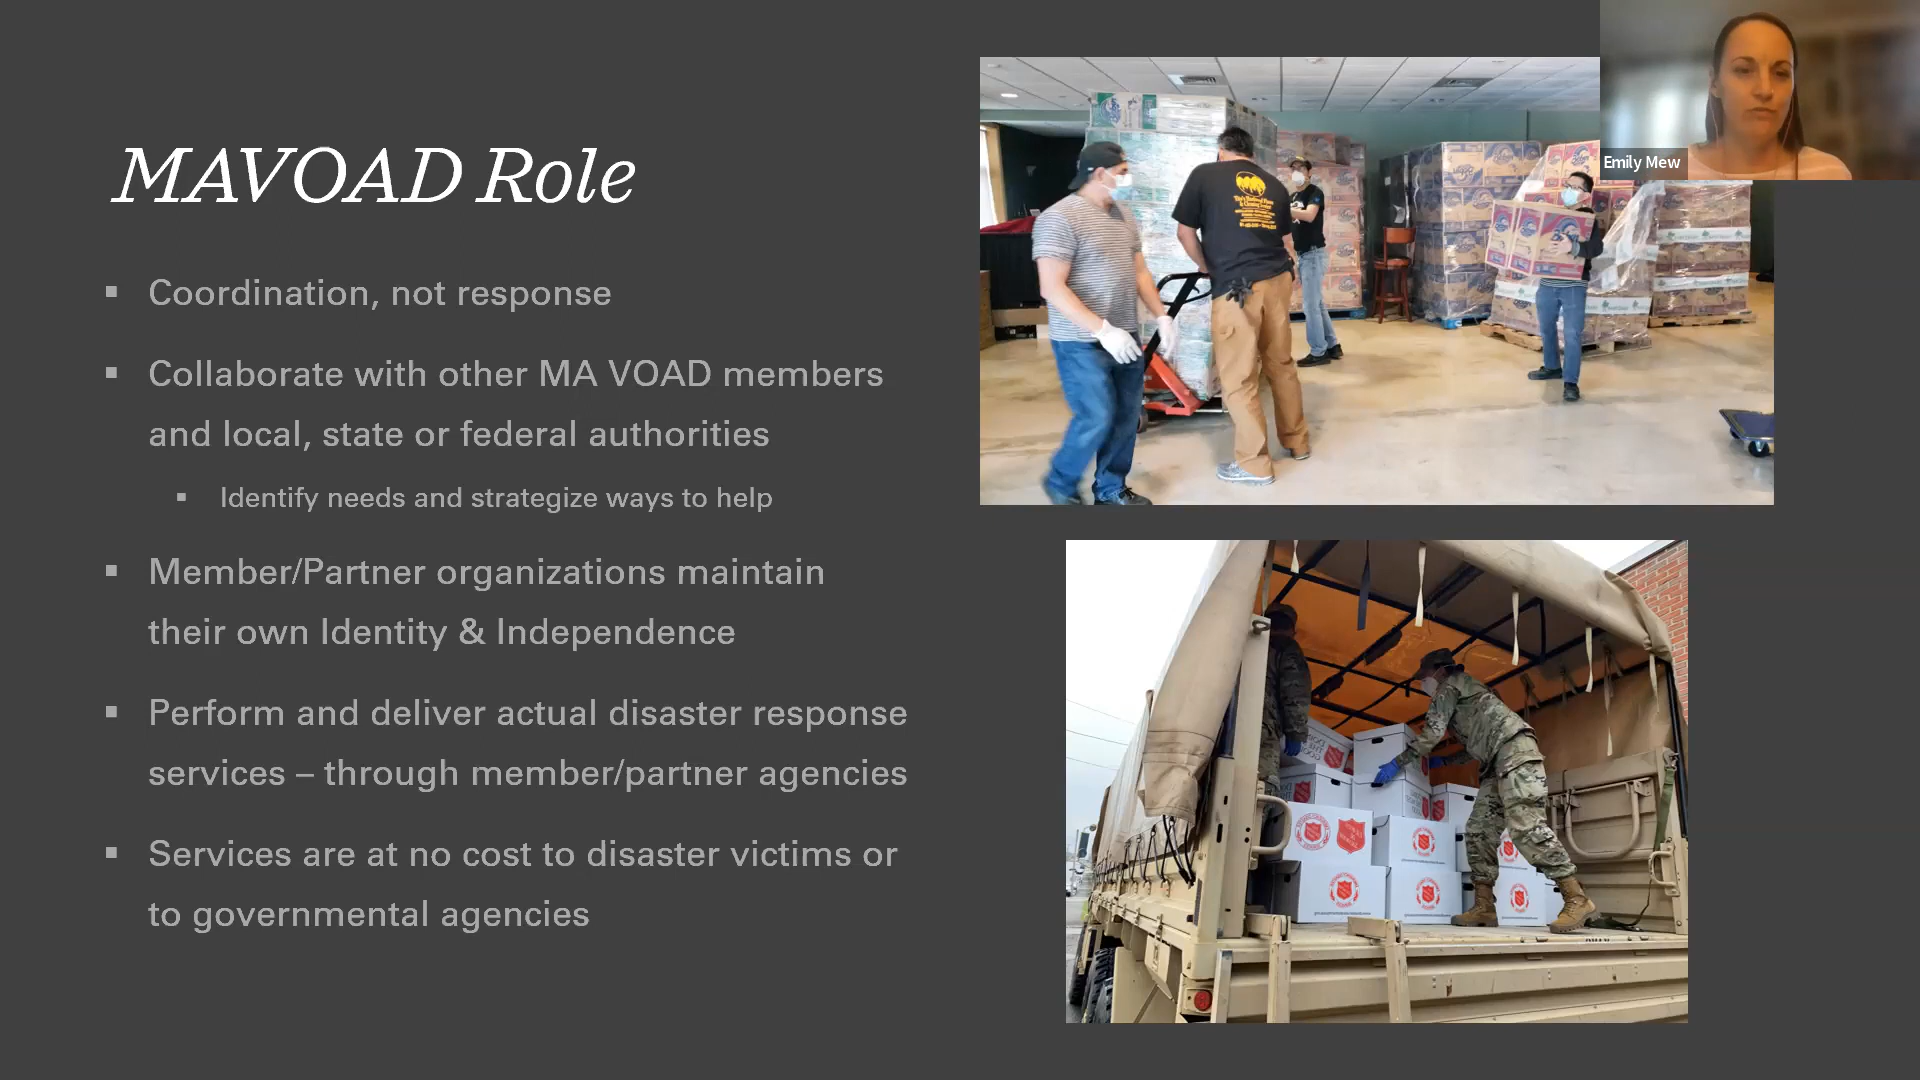 MAVOAD Role
▪ Coordination, not response
▪ Collaborate with other MA VOAD members
and local, state or federal authorities
▪ Identify needs and strategize ways to help
▪ Member/Partner organizations maintain
their own Identity & Independence
▪ Perform and deliver actual disaster response
services – through member/partner agencies
▪ Services are at no cost to disaster victims or
to governmental agencies
Emily Mew